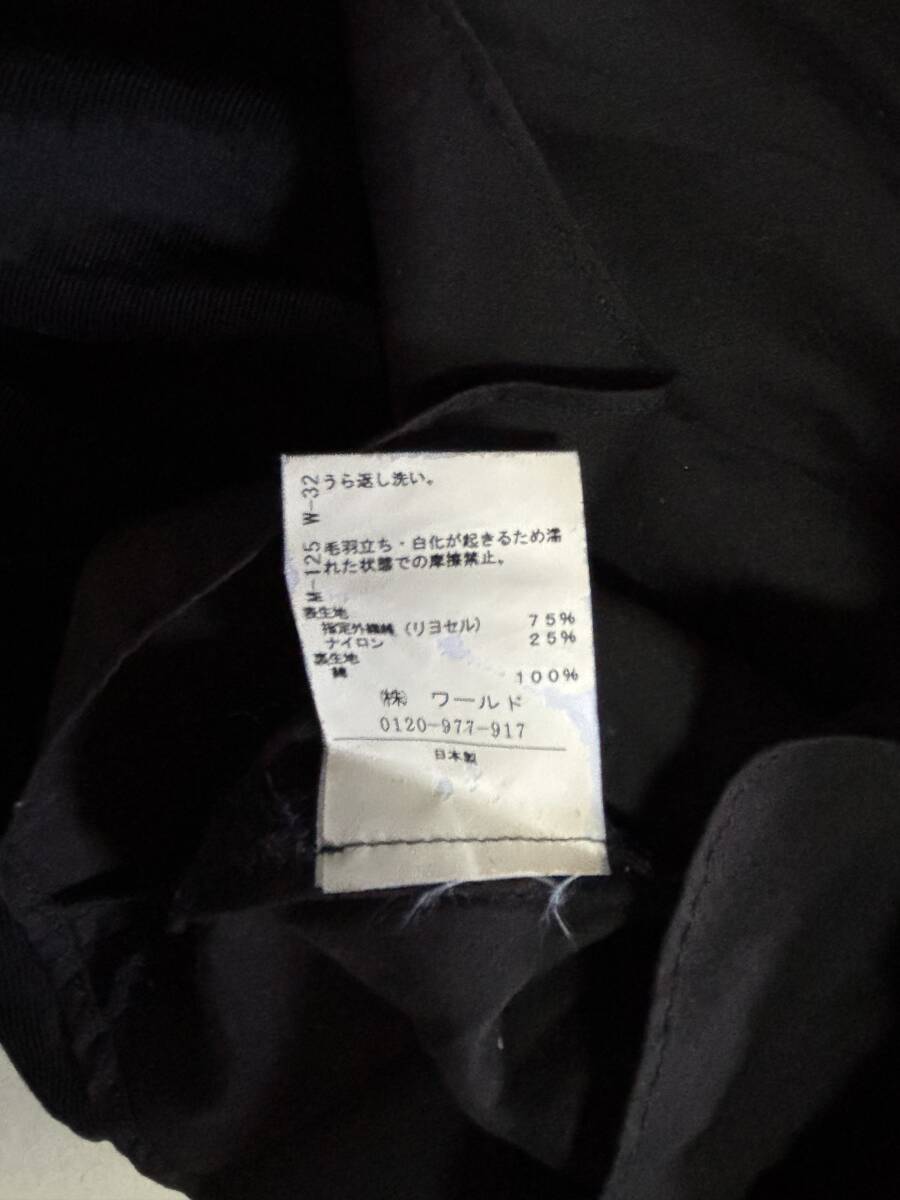 うら返し洗い。
毛羽立ち・白化が起きるため濡
れた状態での摩擦禁止。
M-125 W-32
表生地
指定外繊維（リヨセル） 75%
ナイロン 25%
裏生地
綿 100%
㈱ ワールド
0120-977-917
日本製